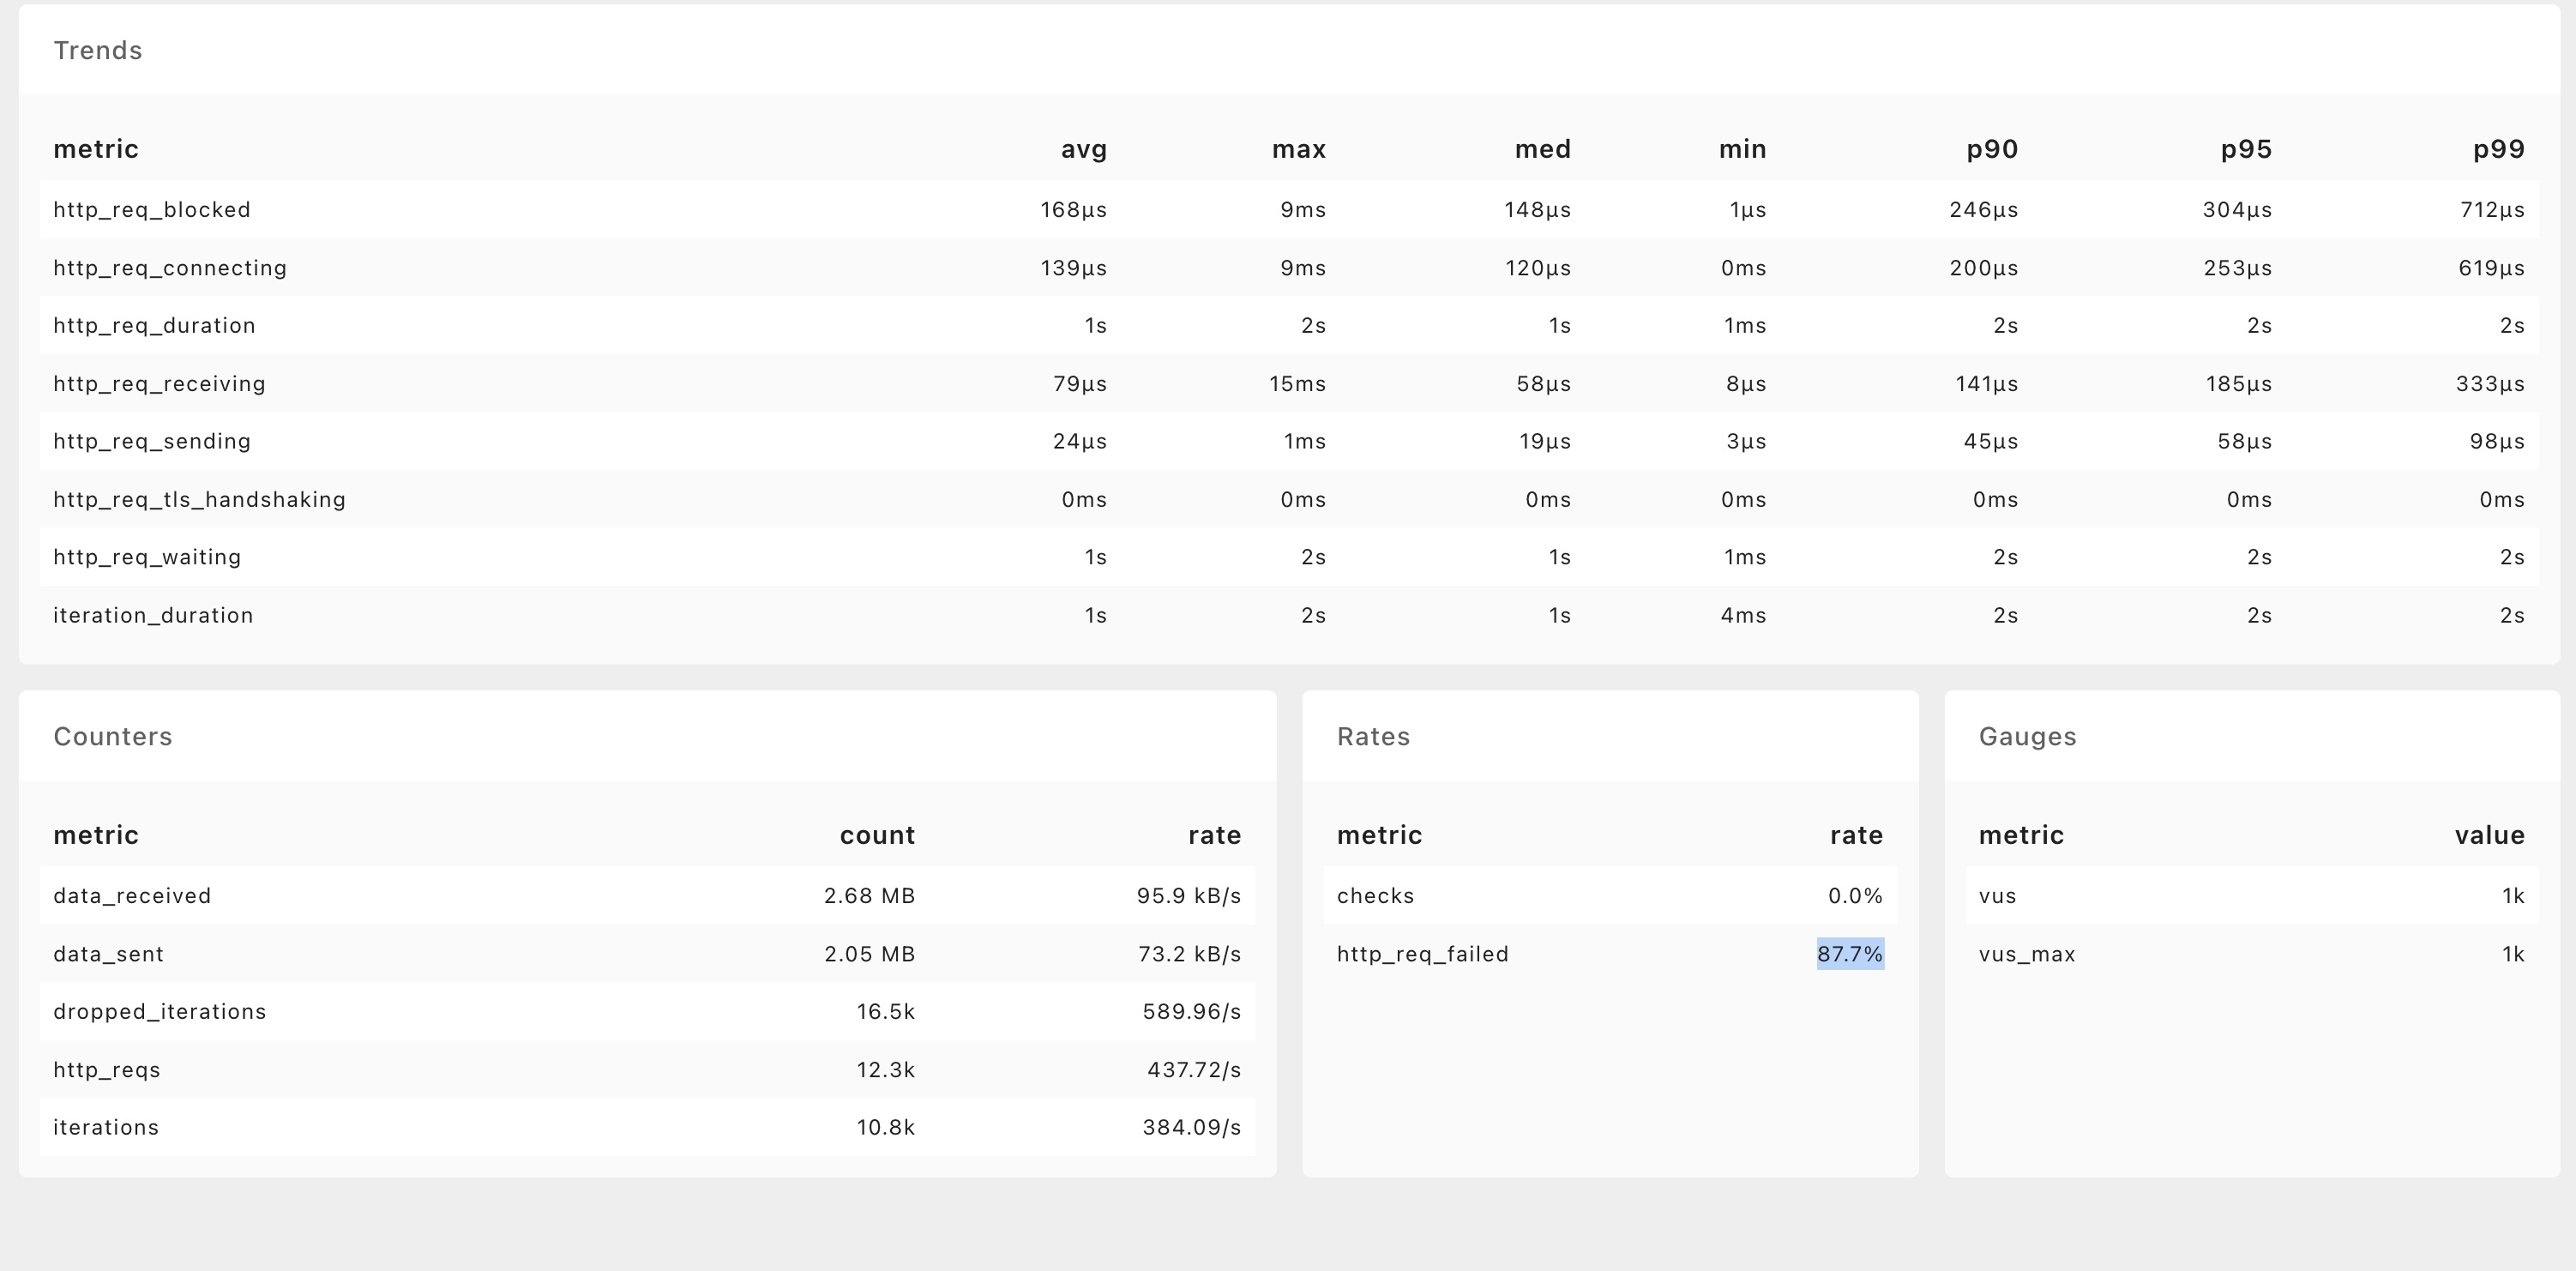 Trends
metric avg max med min p90 p95 p99
http_req_blocked 168µs 9ms 148µs 1µs 246µs 304µs 712µs
http_req_connecting 139µs 9ms 120µs 0ms 200µs 253µs 619µs
http_req_duration 1s 2s 1s 1ms 2s 2s 2s
http_req_receiving 79µs 15ms 58µs 8µs 141µs 185µs 333µs
http_req_sending 24µs 1ms 19µs 3µs 45µs 58µs 98µs
http_req_tls_handshaking 0ms 0ms 0ms 0ms 0ms 0ms 0ms
http_req_waiting 1s 2s 1s 1ms 2s 2s 2s
iteration_duration 1s 2s 1s 4ms 2s 2s 2s
Counters
metric count rate
data_received 2.68 MB 95.9 kB/s
data_sent 2.05 MB 73.2 kB/s
dropped_iterations 16.5k 589.96/s
http_reqs 12.3k 437.72/s
iterations 10.8k 384.09/s
Rates
metric rate
checks 0.0%
http_req_failed 87.7%
Gauges
metric value
vus 1k
vus_max 1k